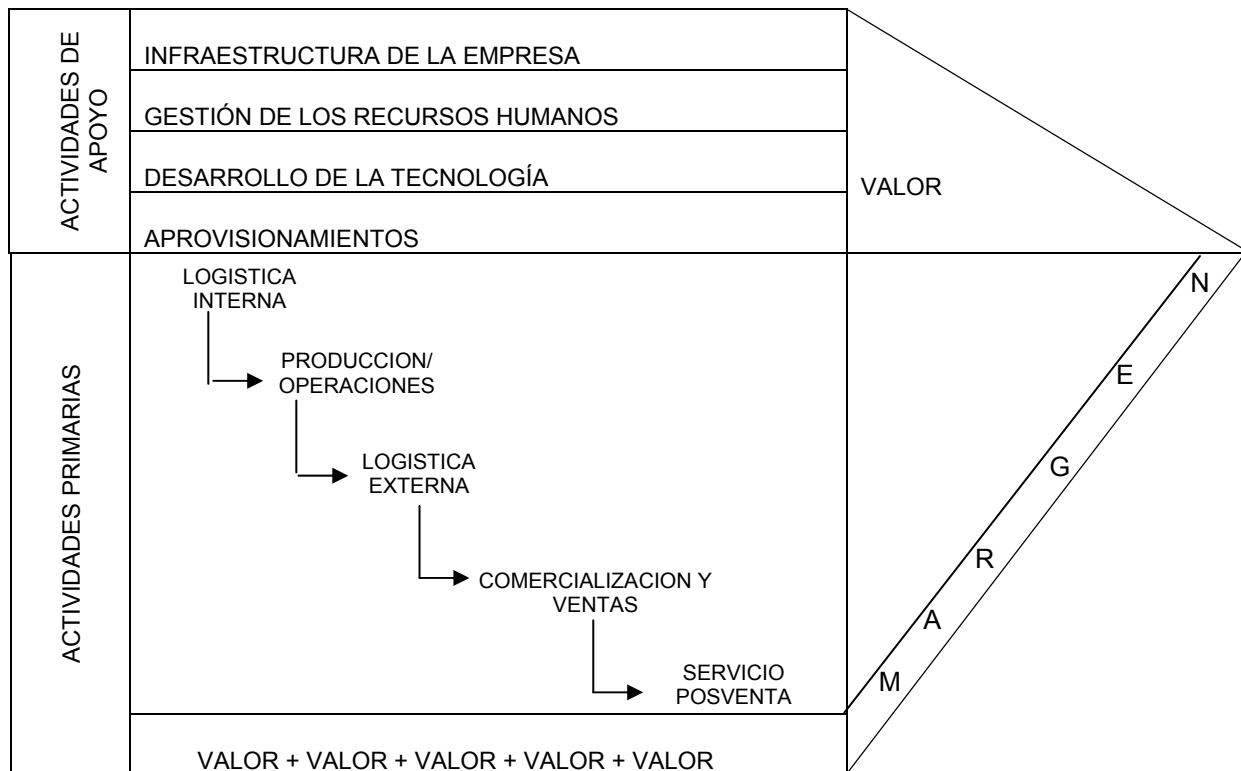 ACTIVIDADES DE
APOYO
INFRAESTRUCTURA DE LA EMPRESA
GESTIÓN DE LOS RECURSOS HUMANOS
DESARROLLO DE LA TECNOLOGÍA
APROVISIONAMIENTOS
VALOR
ACTIVIDADES PRIMARIAS
LOGISTICA
INTERNA
PRODUCCION/
OPERACIONES
LOGISTICA
EXTERNA
COMERCIALIZACION Y
VENTAS
SERVICIO
POSVENTA
M A R G E N
VALOR + VALOR + VALOR + VALOR + VALOR